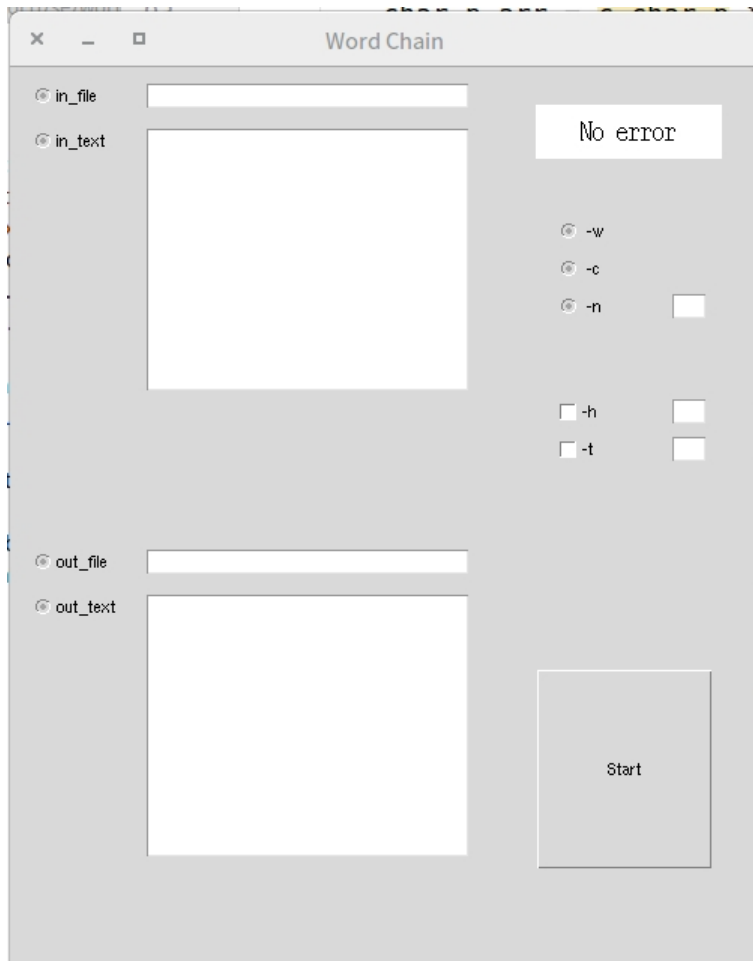 Word Chain
in_file
No error
in_text
-w
-c
-n
-h
-t
out_file
out_text
Start